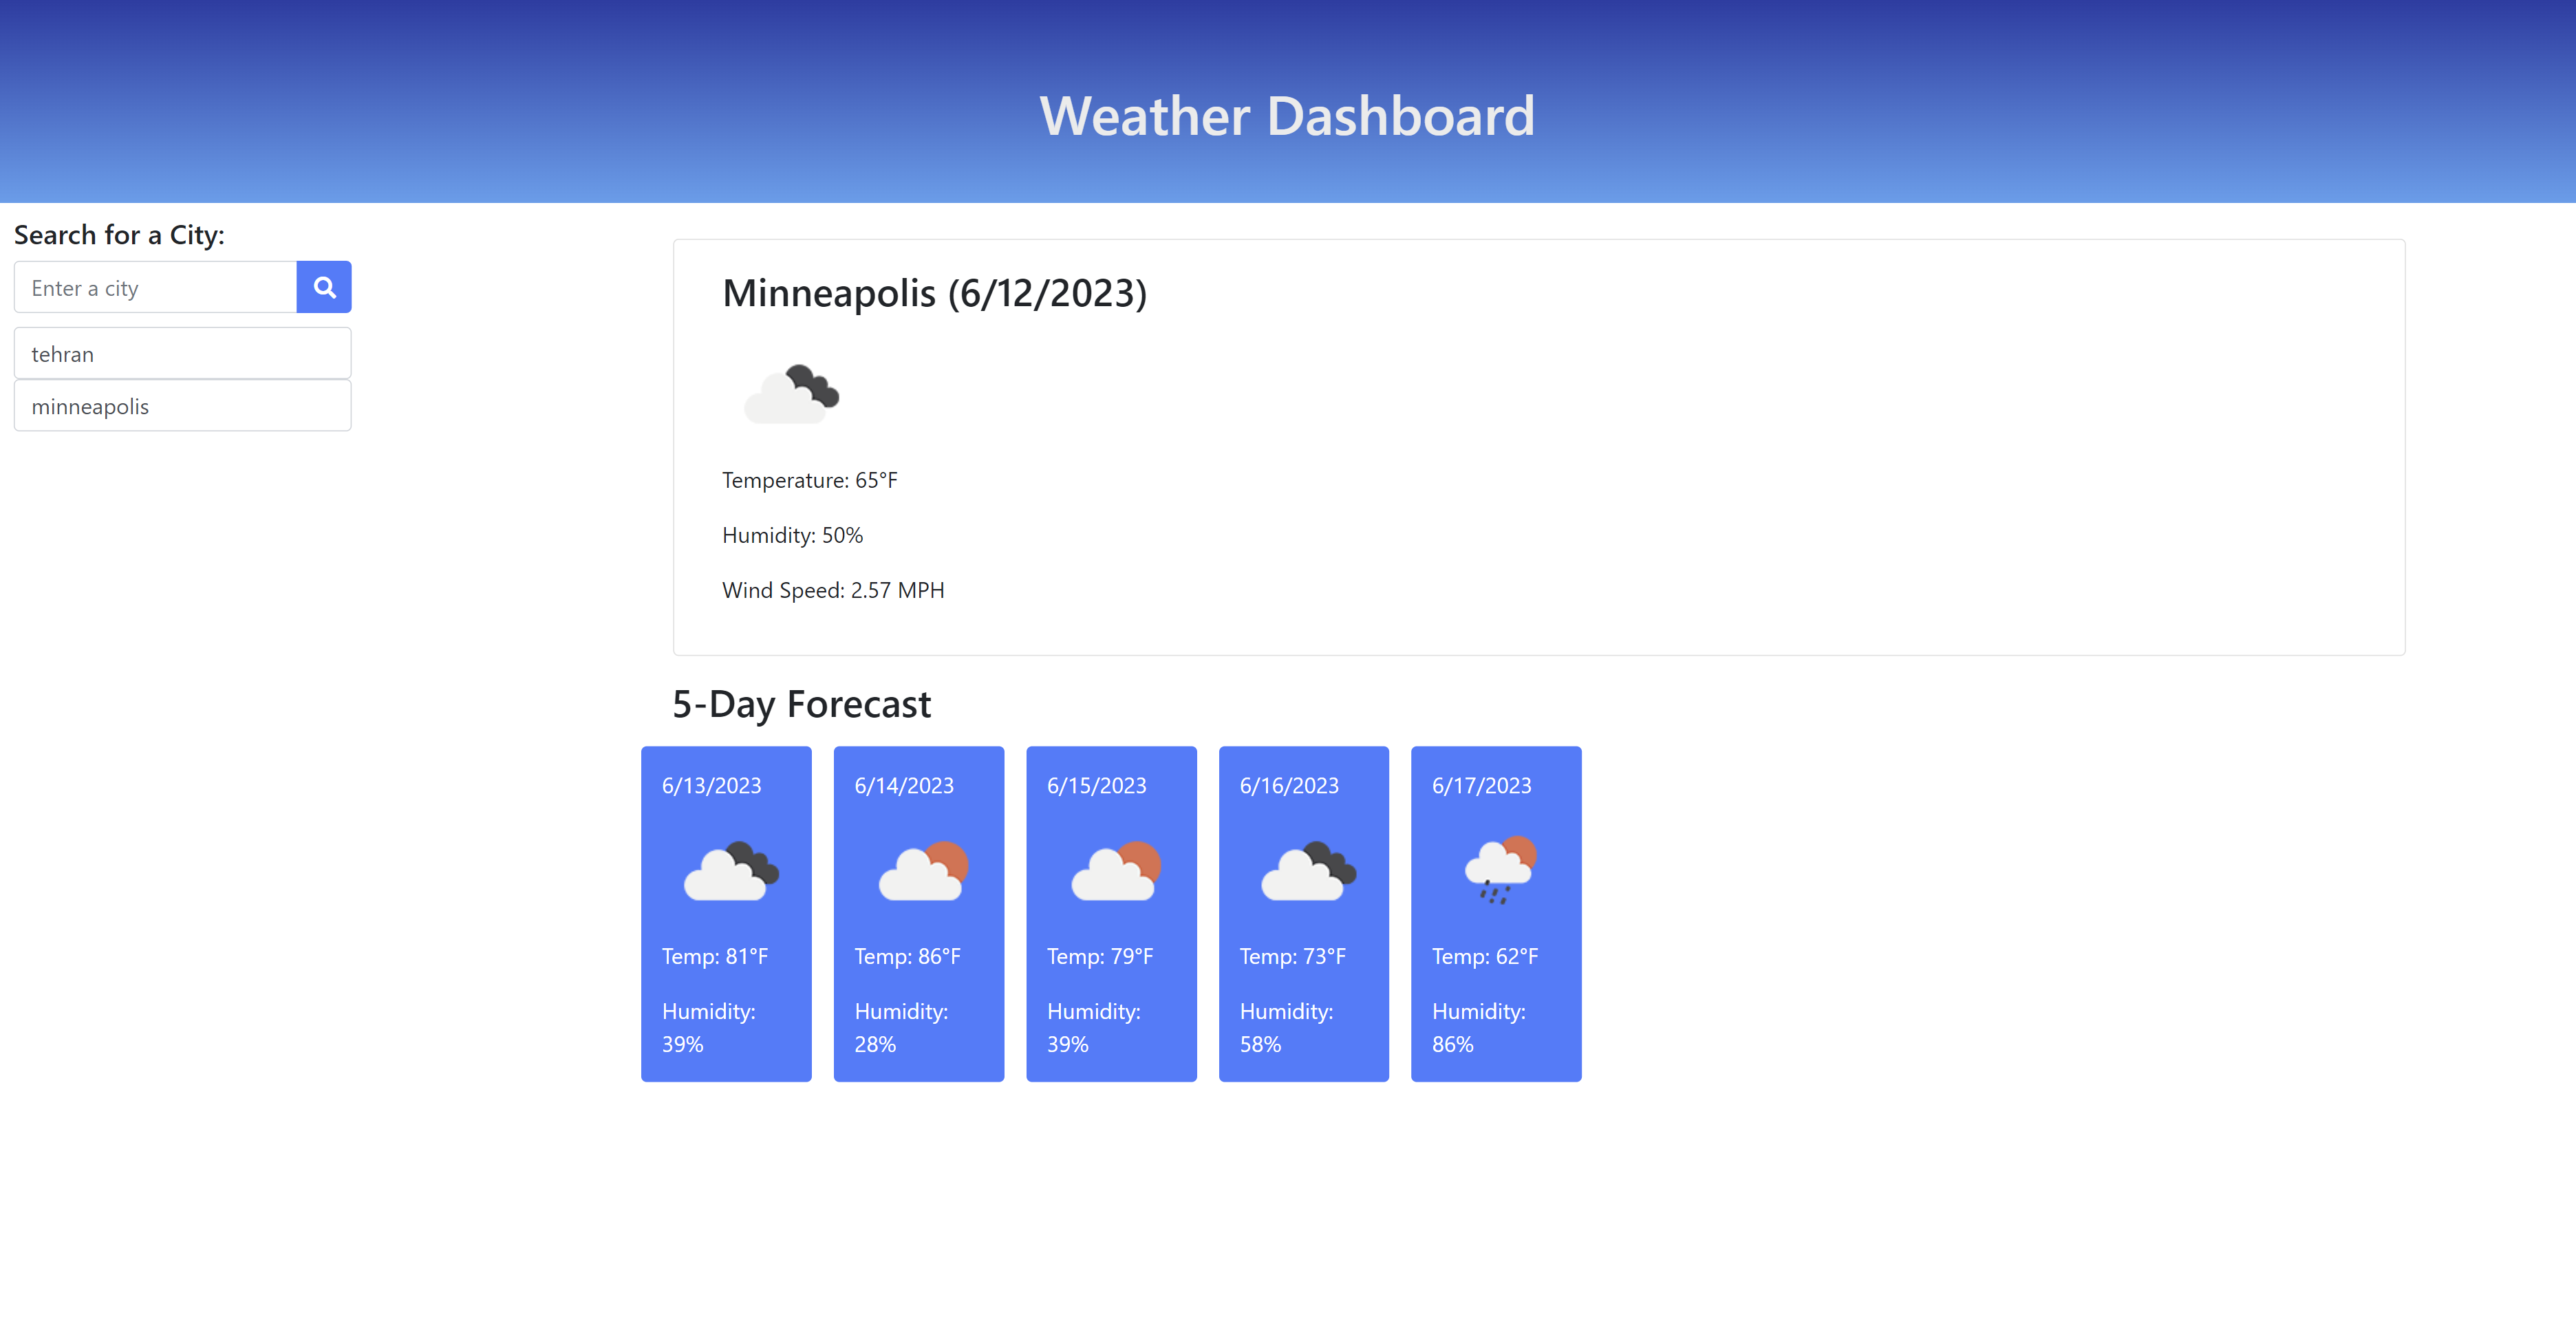 Weather Dashboard
Search for a City:
Enter a city
tehran
minneapolis
Minneapolis (6/12/2023)
Temperature: 65°F
Humidity: 50%
Wind Speed: 2.57 MPH
5-Day Forecast
6/13/2023
Temp: 81°F
Humidity:
39%
6/14/2023
Temp: 86°F
Humidity:
28%
6/15/2023
Temp: 79°F
Humidity:
39%
6/16/2023
Temp: 73°F
Humidity:
58%
6/17/2023
Temp: 62°F
Humidity:
86%